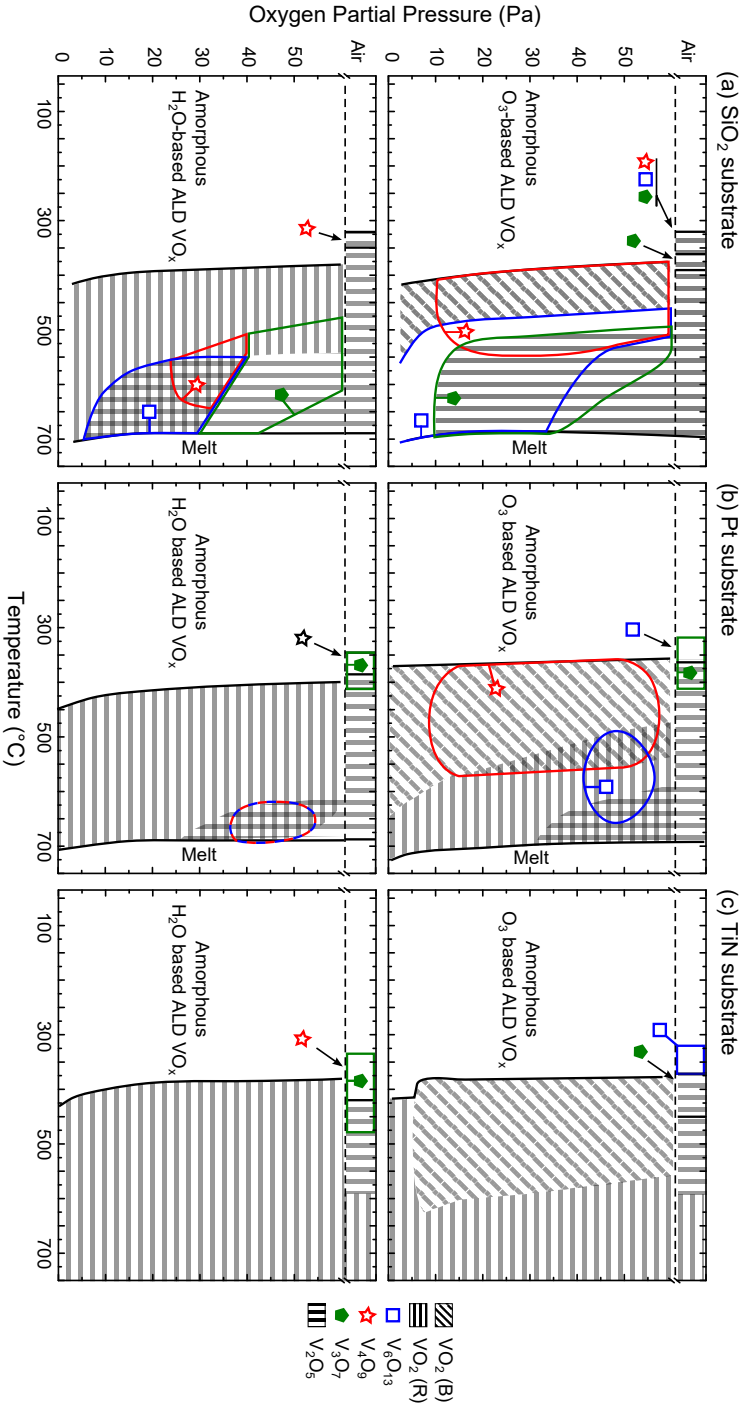 (a) SiO₂ substrate
(b) Pt substrate
(c) TiN substrate
Oxygen Partial Pressure (Pa)
Air
50
40
30
20
10
0
Amorphous
O₃-based ALD VOₓ
Melt
Amorphous
O₃ based ALD VOₓ
Melt
Amorphous
O₃ based ALD VOₓ
Air
50
40
30
20
10
0
Amorphous
H₂O-based ALD VOₓ
Melt
Amorphous
H₂O based ALD VOₓ
Melt
Amorphous
H₂O based ALD VOₓ
100 300 500 700
100 300 500 700
100 300 500 700
Temperature (°C)
VO₂ (B)
VO₂ (R)
V₆O₁₃
V₄O₉
V₃O₇
V₂O₅